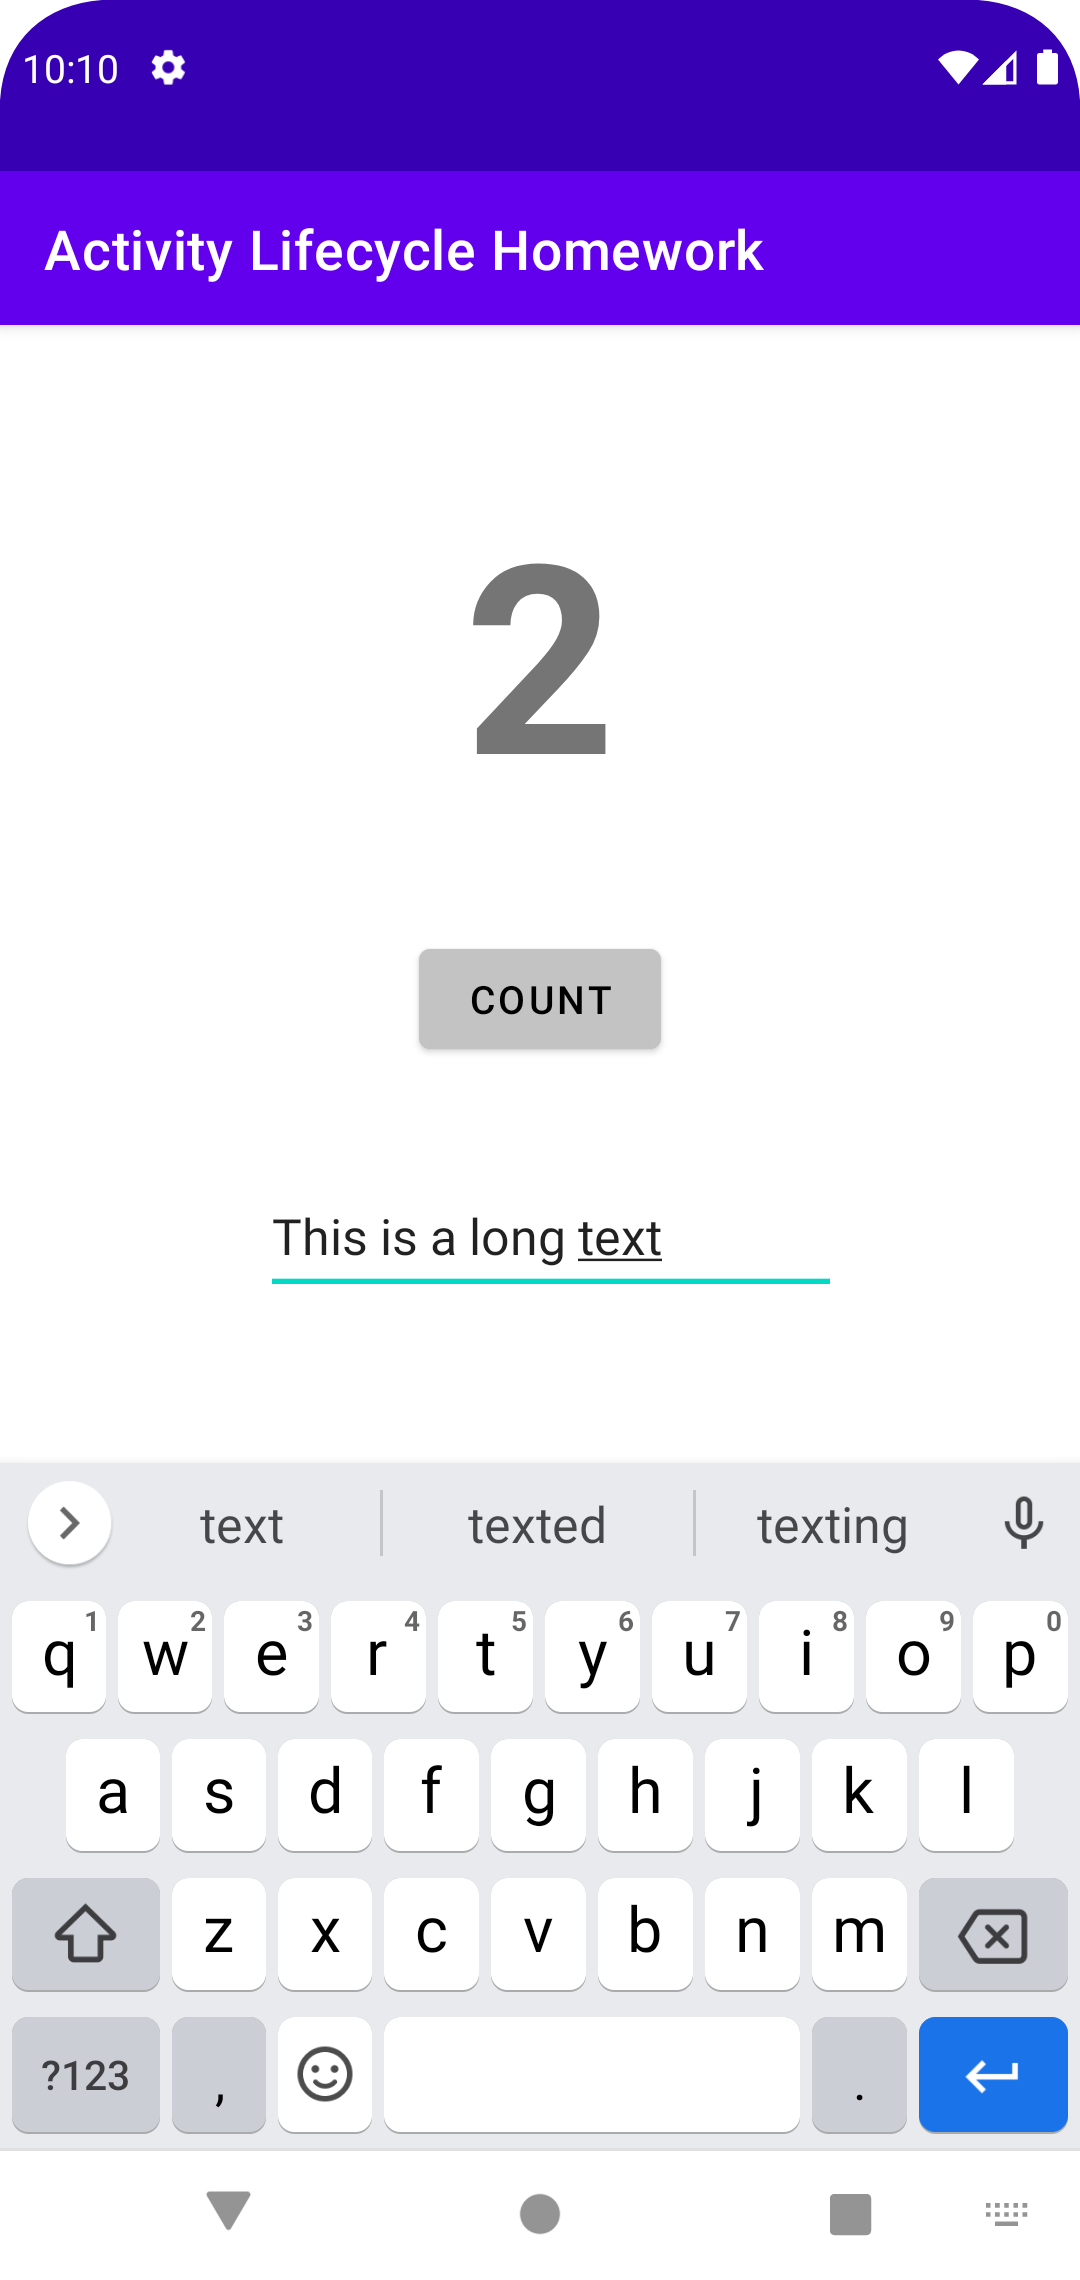 10:10
Activity Lifecycle Homework
2
COUNT
This is a long text
text texted texting
q 1 w 2 e 3 r 4 t 5 y 6 u 7 i 8 o 9 p 0
a s d f g h j k l
z x c v b n m
?123 , .